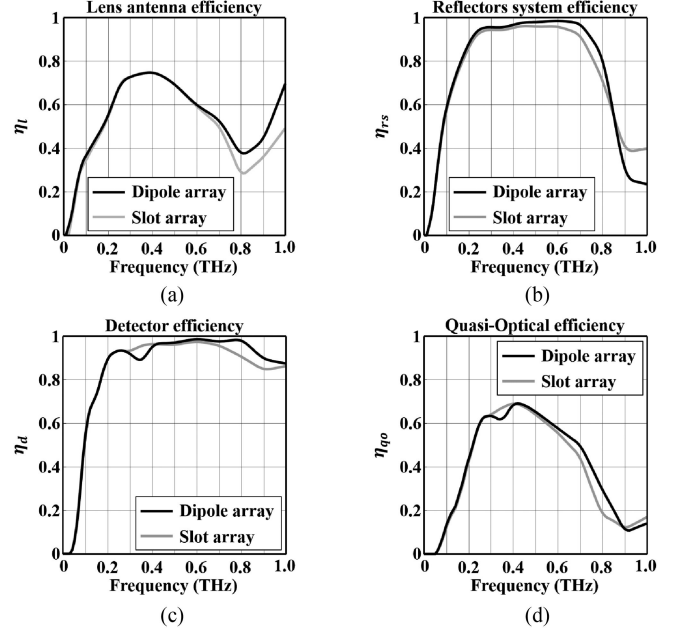 Lens antenna efficiency
1
0.8
0.6
0.4
0.2
0
ηl
Dipole array
Slot array
0 0.2 0.4 0.6 0.8 1.0
Frequency (THz)
(a)
Reflectors system efficiency
1
0.8
0.6
0.4
0.2
0
ηrs
Dipole array
Slot array
0 0.2 0.4 0.6 0.8 1.0
Frequency (THz)
(b)
Detector efficiency
1
0.8
0.6
0.4
0.2
0
ηd
Dipole array
Slot array
0 0.2 0.4 0.6 0.8 1.0
Frequency (THz)
(c)
Quasi-Optical efficiency
1
0.8
0.6
0.4
0.2
0
ηqo
Dipole array
Slot array
0 0.2 0.4 0.6 0.8 1.0
Frequency (THz)
(d)